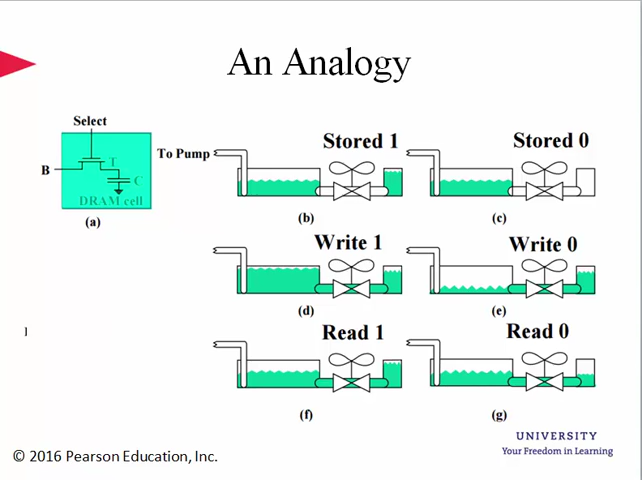 An Analogy
Select
B
T
C
DRAM cell
(a)
To Pump
Stored 1
(b)
Stored 0
(c)
Write 1
(d)
Write 0
(e)
Read 1
(f)
Read 0
(g)
1
UNIVERSITY
Your Freedom in Learning
© 2016 Pearson Education, Inc.